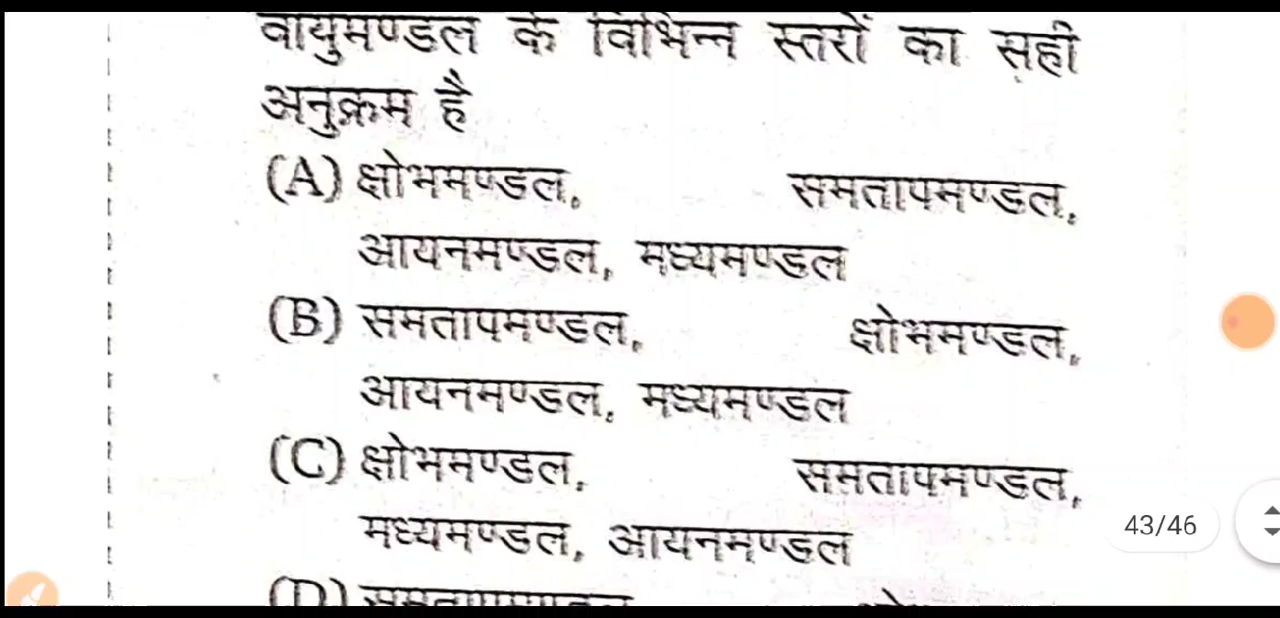 वायुमण्डल के विभिन्न स्तरों का सही
अनुक्रम है
(A) क्षोभमण्डल, समतापमण्डल,
आयनमण्डल, मध्यमण्डल
(B) समतापमण्डल, क्षोभमण्डल,
आयनमण्डल, मध्यमण्डल
(C) क्षोभमण्डल, समतापमण्डल,
मध्यमण्डल, आयनमण्डल
43/46
(D)